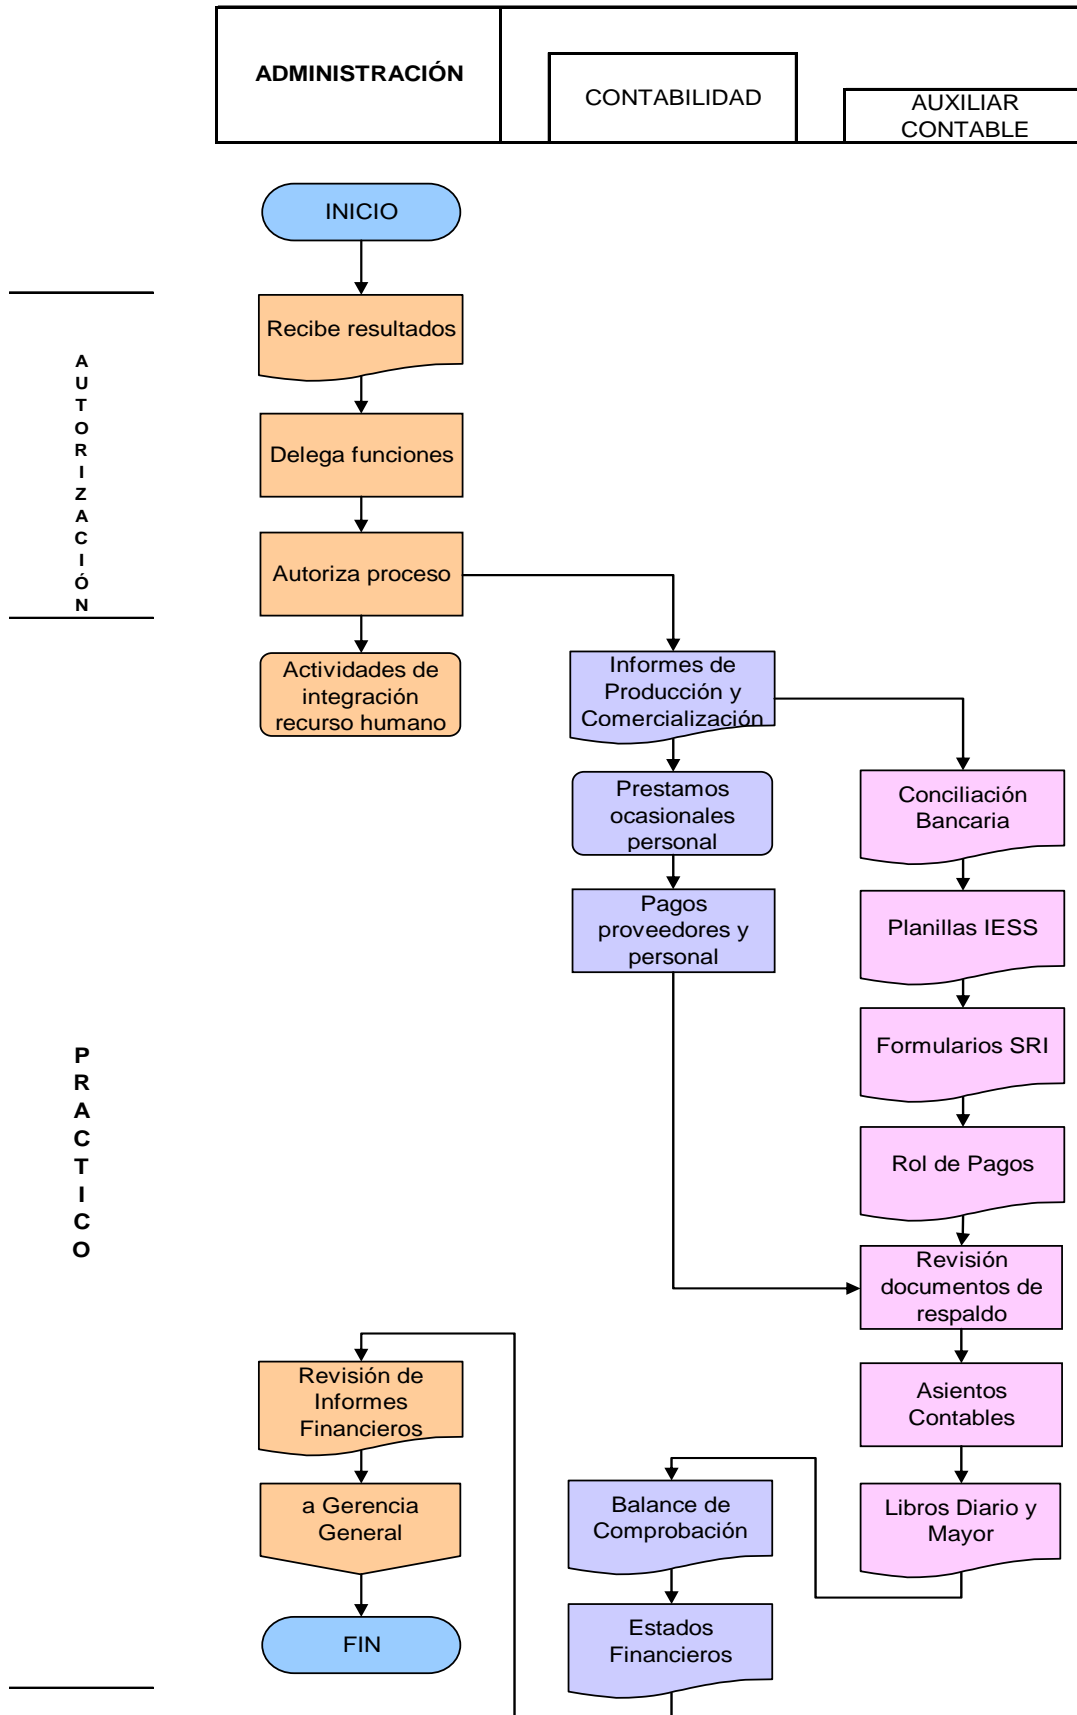 ADMINISTRACIÓN
CONTABILIDAD
AUXILIAR
CONTABLE
INICIO
AUTORIZACIÓN
Recibe resultados
Delega funciones
Autoriza proceso
Actividades de
integración
recurso humano
Informes de
Producción y
Comercialización
Prestamos
ocasionales
personal
Pagos
proveedores y
personal
Conciliación
Bancaria
Planillas IESS
Formularios SRI
Rol de Pagos
Revisión
documentos de
respaldo
Asientos
Contables
Libros Diario y
Mayor
PRACTICO
Balance de
Comprobación
Estados
Financieros
Revisión de
Informes
Financieros
a Gerencia
General
FIN